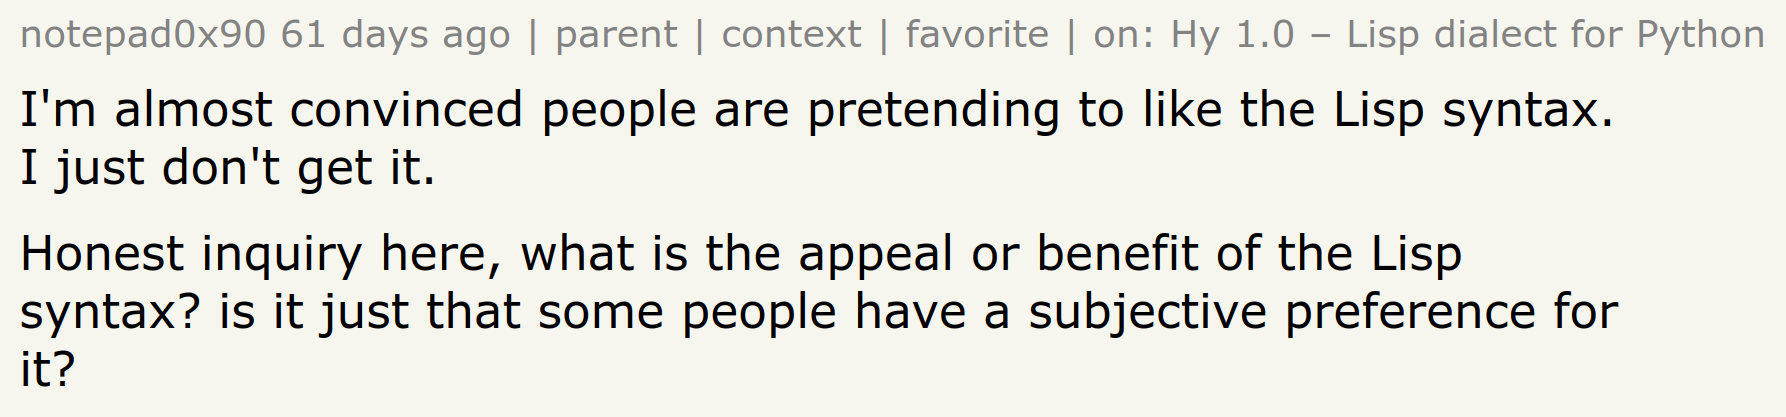 notepad0x90 61 days ago | parent | context | favorite | on: Hy 1.0 – Lisp dialect for Python
I'm almost convinced people are pretending to like the Lisp syntax.
I just don't get it.
Honest inquiry here, what is the appeal or benefit of the Lisp
syntax? is it just that some people have a subjective preference for
it?